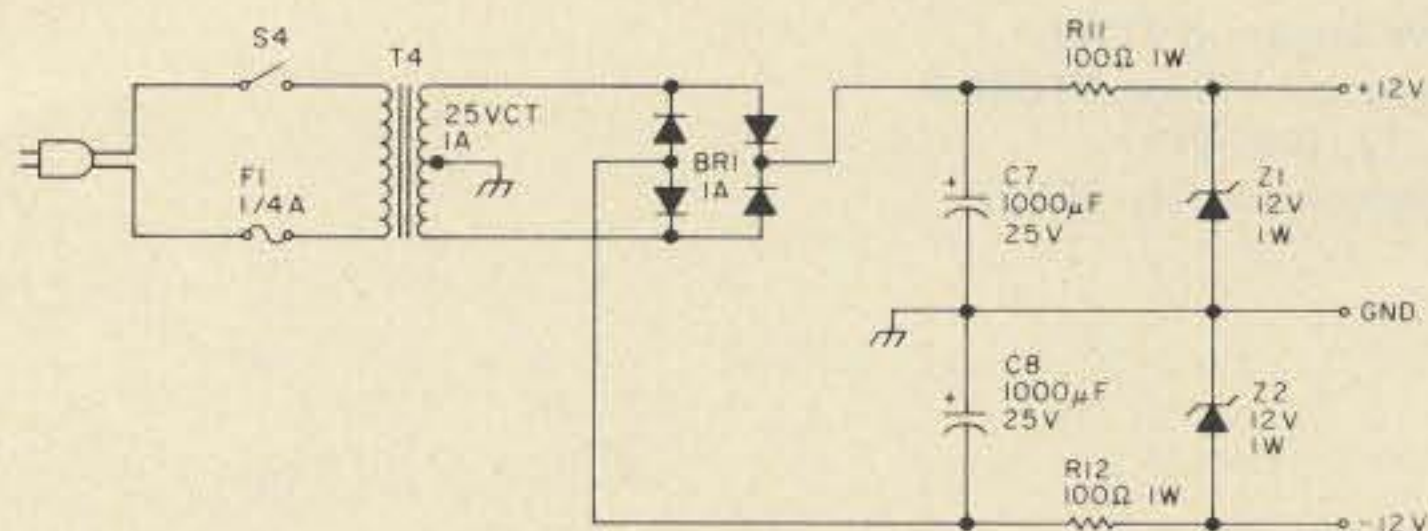 S4
T4
25VCT
1A
F1
1/4A
BR1
1A
R11
100Ω 1W
+12V
C7
1000μF
25V
+
Z1
12V
1W
GND
C8
1000μF
25V
+
Z2
12V
1W
R12
100Ω 1W
-12V